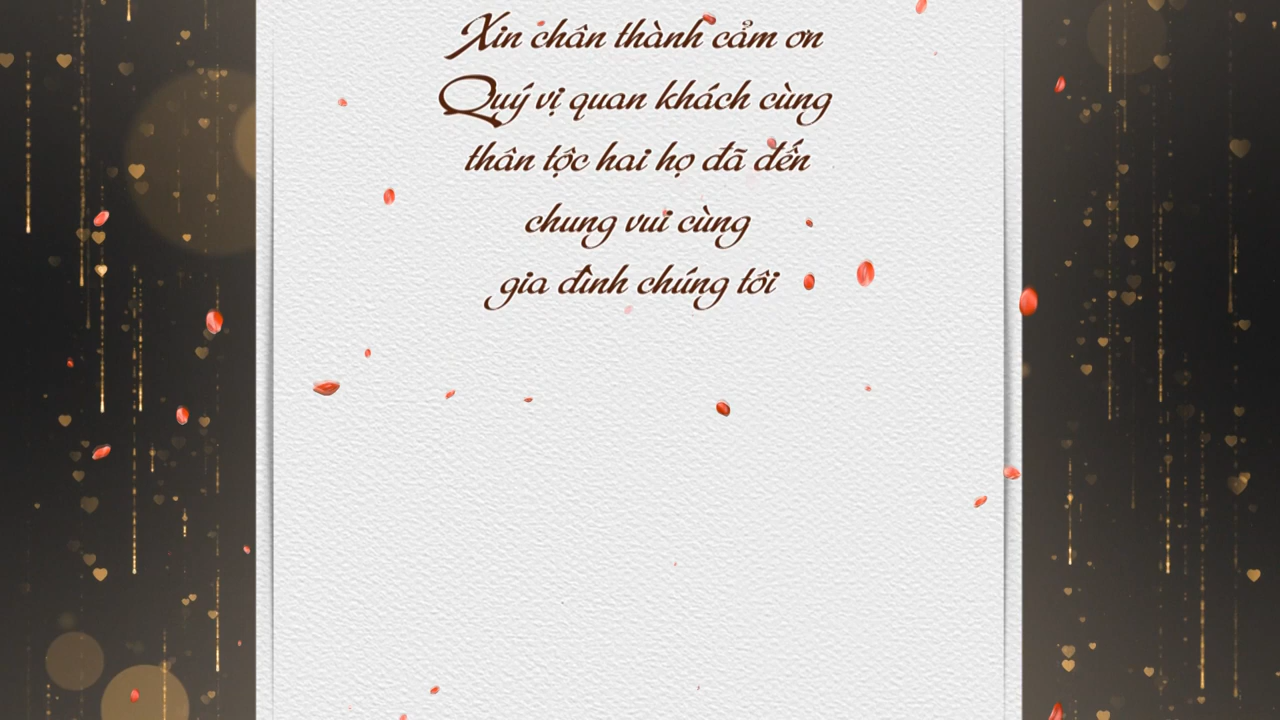 Xin chân thành cảm ơn
Quý vị quan khách cùng
thân tộc hai họ đã đến
chung vui cùng
gia đình chúng tôi